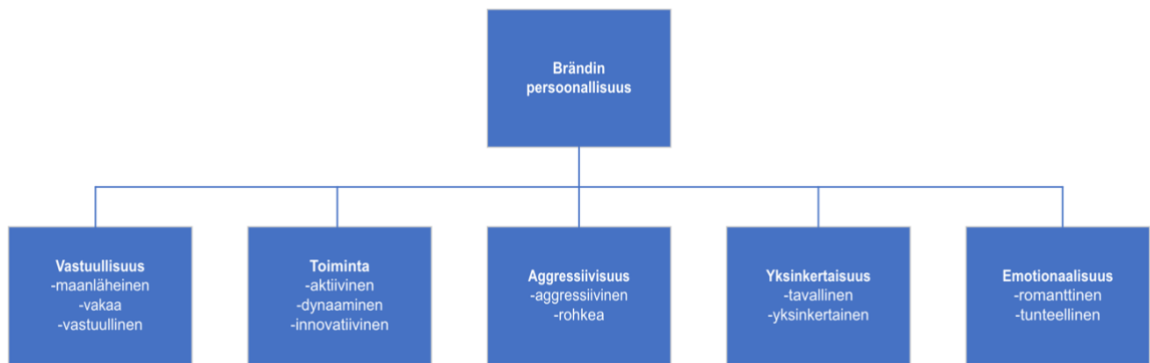 Brändin
persoonallisuus
Vastuullisuus
-maanläheinen
-vakaa
-vastuullinen
Toiminta
-aktiivinen
-dynaaminen
-innovatiivinen
Aggressiivisuus
-aggressiivinen
-rohkea
Yksinkertaisuus
-tavallinen
-yksinkertainen
Emotionaalisuus
-romanttinen
-tunteellinen